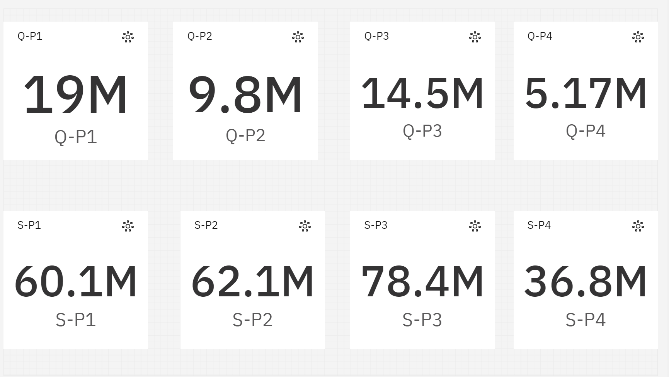 Q-P1
19M
Q-P1
Q-P2
9.8M
Q-P2
Q-P3
14.5M
Q-P3
Q-P4
5.17M
Q-P4
S-P1
60.1M
S-P1
S-P2
62.1M
S-P2
S-P3
78.4M
S-P3
S-P4
36.8M
S-P4